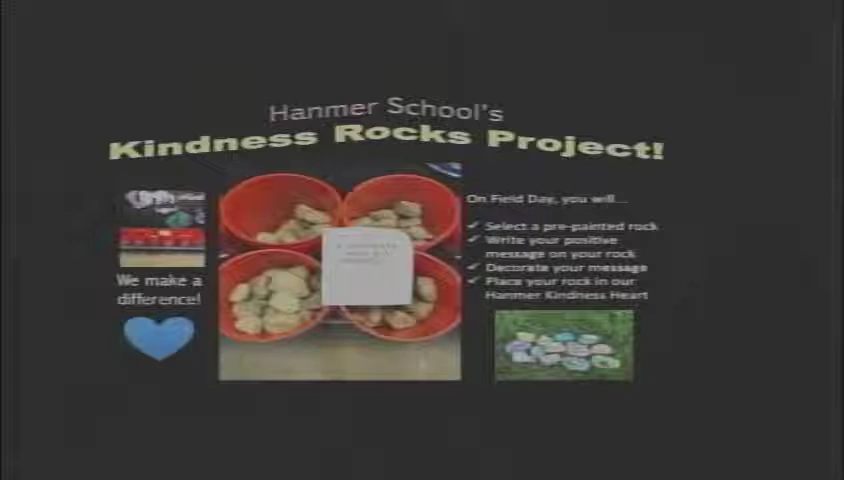 Hanmer School's
Kindness Rocks Project!
On Field Day, you will...
✓ Select a pre-painted rock
✓ Write your positive
message on your rock
✓ Decorate your message
✓ Place your rock in our
Hanmer Kindness Heart
We make a
difference!